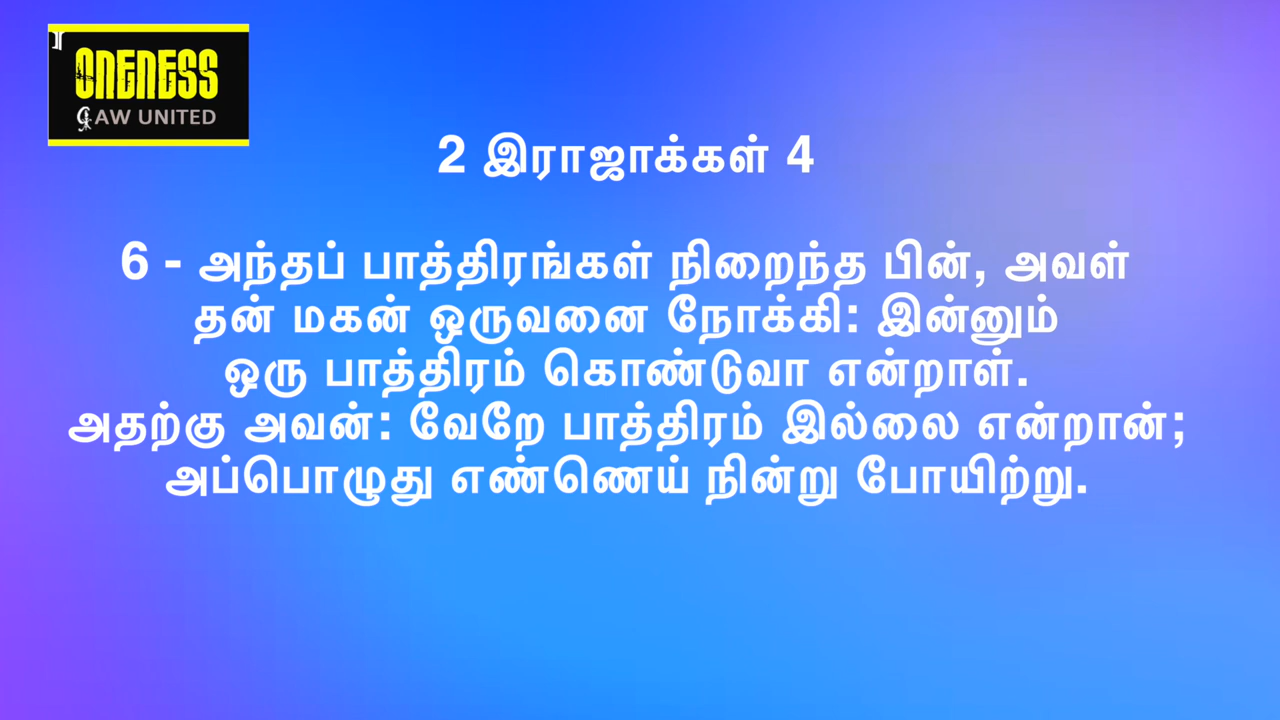 ONENESS
AW UNITED
2 இராஜாக்கள் 4
6 - அந்தப் பாத்திரங்கள் நிறைந்த பின், அவள்
தன் மகன் ஒருவனை நோக்கி: இன்னும்
ஒரு பாத்திரம் கொண்டுவா என்றாள்.
அதற்கு அவன்: வேறே பாத்திரம் இல்லை என்றான்;
அப்பொழுது எண்ணெய் நின்று போயிற்று.